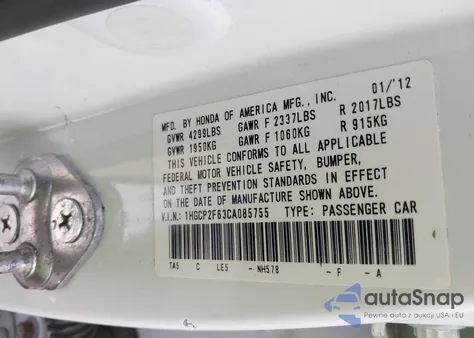 01/'12
MFD. BY HONDA OF AMERICA MFG., INC.
GVWR 4299LBS GAWR F 2337LBS R 2017LBS
GVWR 1950KG GAWR F 1060KG R 915KG
THIS VEHICLE CONFORMS TO ALL APPLICABLE
FEDERAL MOTOR VEHICLE SAFETY, BUMPER,
AND THEFT PREVENTION STANDARDS IN EFFECT
ON THE DATE OF MANUFACTURE SHOWN ABOVE.
V.I.N.: 1HGCP2F63CA085755 TYPE: PASSENGER CAR
TA5 C LE5 - NH578 -F -A
autoSnap
Pewne auta z USA i EU